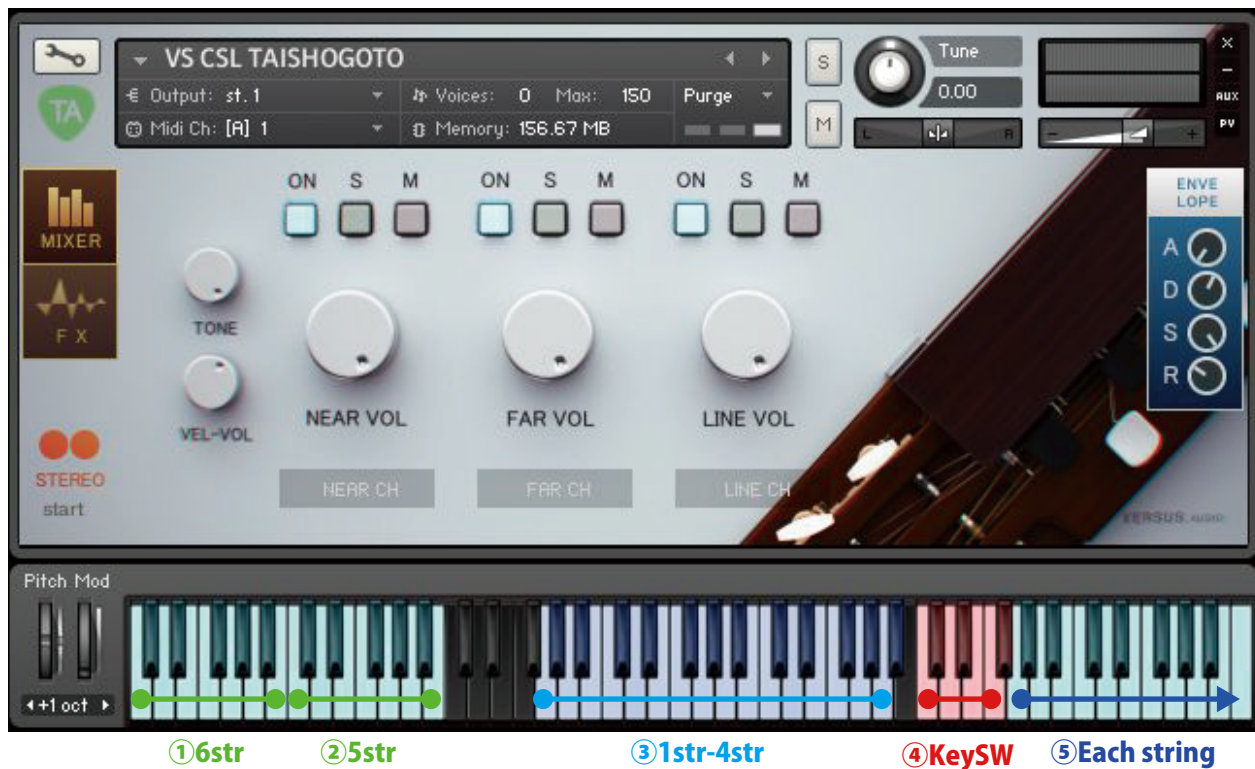 VS CSL TAISHOGOTO
S
Tune
×
–
Output: st.1
Voices: 0 Max: 150
Purge
0.00
AUX
TA
Midi Ch: [A] 1
Memory: 156.67 MB
M
L
R
–
+
PV
ON S M ON S M ON S M
ENVE
LOPE
MIXER
A
D
TONE
S
FX
R
NEAR VOL
FAR VOL
LINE VOL
VEL-VOL
STEREO
NEAR CH
FAR CH
LINE CH
start
VERSUS AUDIO
Pitch Mod
+1 oct
①6str
②5str
③1str-4str
④KeySW
⑤Each string